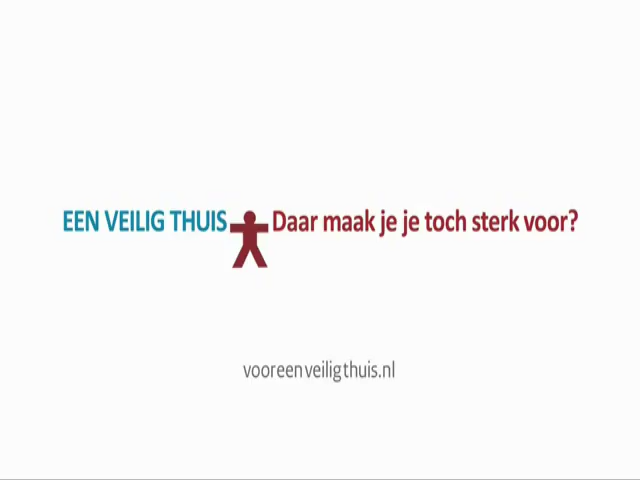 EEN VEILIG THUIS Daar maak je je toch sterk voor?
vooreenveiligthuis.nl